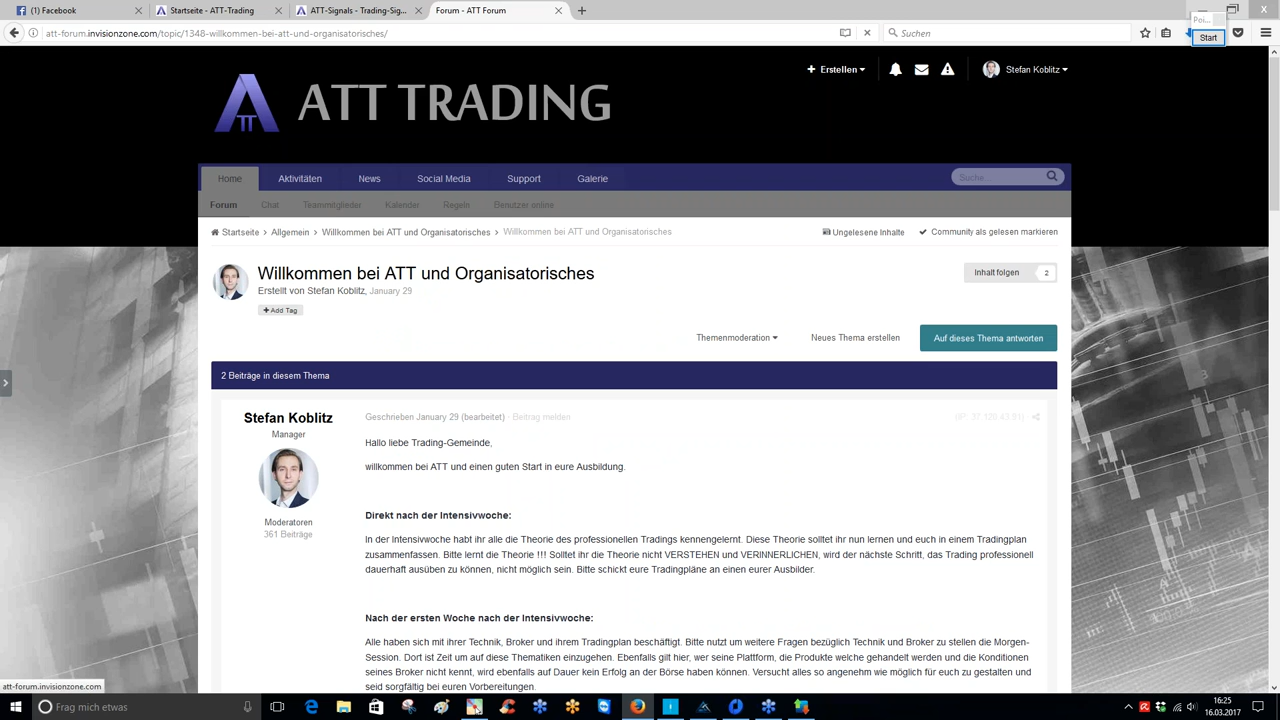 Facebook
Startseite - ATT-Trading
ATT-Signals - Trading-Sig...
Forum - ATT Forum
Poi...
Start
att-forum.invisionzone.com/topic/1348-willkommen-bei-att-und-organisatorisches/
Suchen
Erstellen
Stefan Koblitz
ATT TRADING
Home
Aktivitäten
News
Social Media
Support
Galerie
Suche...
Forum
Chat
Teammitglieder
Kalender
Regeln
Benutzer online
Startseite > Allgemein > Willkommen bei ATT und Organisatorisches > Willkommen bei ATT und Organisatorisches
Ungelesene Inhalte
Community als gelesen markieren
Willkommen bei ATT und Organisatorisches
Inhalt folgen 2
Erstellt von Stefan Koblitz, January 29
Add Tag
Themenmoderation
Neues Thema erstellen
Auf dieses Thema antworten
2 Beiträge in diesem Thema
Stefan Koblitz
Manager
Moderatoren
361 Beiträge
Geschrieben January 29 (bearbeitet) · Beitrag melden
Hallo liebe Trading-Gemeinde,
willkommen bei ATT und einen guten Start in eure Ausbildung.
Direkt nach der Intensivwoche:
In der Intensivwoche habt ihr alle die Theorie des professionellen Tradings kennengelernt. Diese Theorie solltet ihr nun lernen und euch in einem Tradingplan
zusammenfassen. Bitte lernt die Theorie !!! Solltet ihr die Theorie nicht VERSTEHEN und VERINNERLICHEN, wird der nächste Schritt, das Trading professionell
dauerhaft ausüben zu können, nicht möglich sein. Bitte schickt eure Tradingpläne an einen eurer Ausbilder.
Nach der ersten Woche nach der Intensivwoche:
Alle haben sich mit ihrer Technik, Broker und ihrem Tradingplan beschäftigt. Bitte nutzt um weitere Fragen bezüglich Technik und Broker zu stellen die Morgen-
Session. Dort ist Zeit um auf diese Thematiken einzugehen. Ebenfalls gilt hier, wer seine Plattform, die Produkte welche gehandelt werden und die Konditionen
seines Broker nicht kennt, wird ebenfalls auf Dauer kein Erfolg an der Börse haben können. Versucht alles so angenehm wie möglich für euch zu gestalten und
seid sorgfältig bei euren Vorbereitungen.
att-forum.invisionzone.com
Frag mich etwas
16:25
16.03.2017